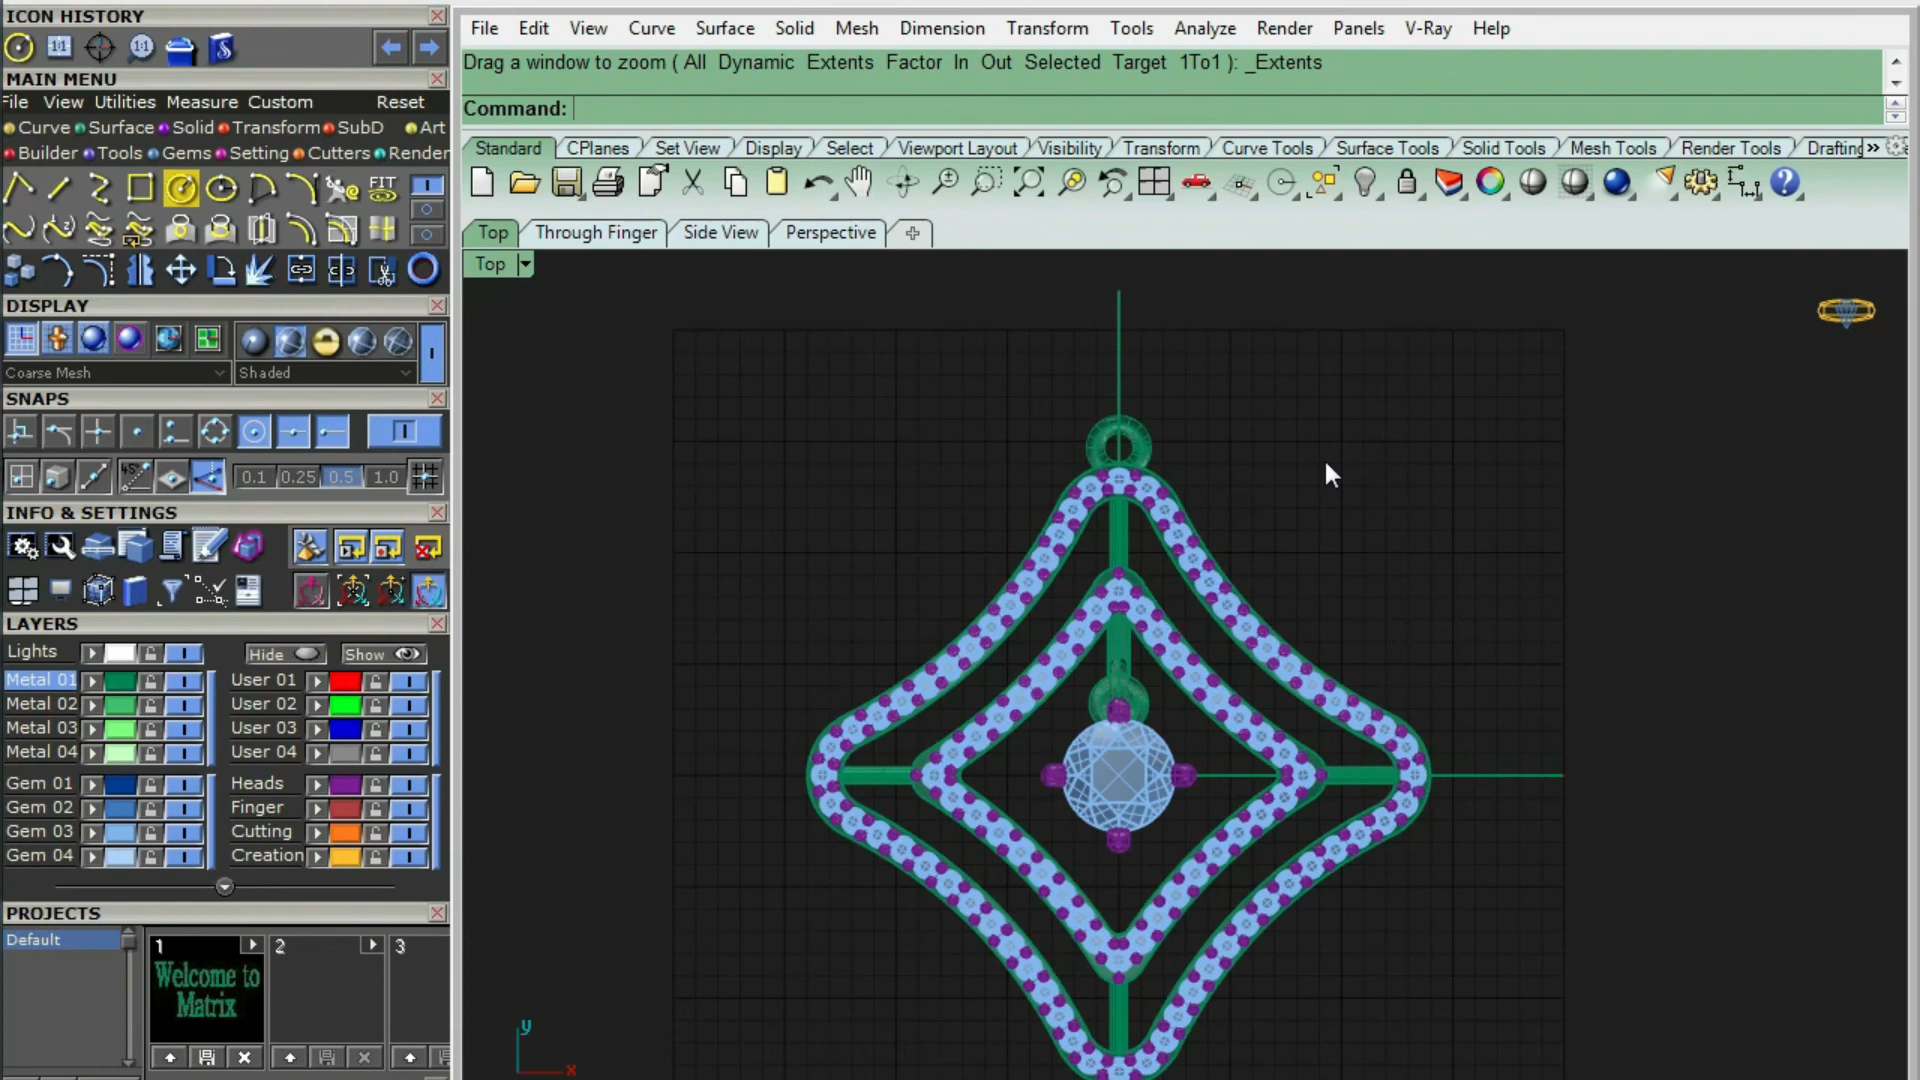 ICON HISTORY
1:1
1:1
MAIN MENU
File View Utilities Measure Custom Reset
Curve Surface Solid Transform SubD Art
Builder Tools Gems Setting Cutters Render
FIT
DISPLAY
Coarse Mesh
Shaded
SNAPS
45°
0.1 0.25 0.5 1.0
INFO & SETTINGS
LAYERS
Lights
Hide
Show
Metal 01
User 01
Metal 02
User 02
Metal 03
User 03
Metal 04
User 04
Gem 01
Heads
Gem 02
Finger
Gem 03
Cutting
Gem 04
Creation
PROJECTS
Default
1
2
3
Welcome to
Matrix
File Edit View Curve Surface Solid Mesh Dimension Transform Tools Analyze Render Panels V-Ray Help
Drag a window to zoom ( All Dynamic Extents Factor In Out Selected Target 1To1 ): _Extents
Command:
Standard CPlanes Set View Display Select Viewport Layout Visibility Transform Curve Tools Surface Tools Solid Tools Mesh Tools Render Tools Drafting »
Top Through Finger Side View Perspective
Top
y
x